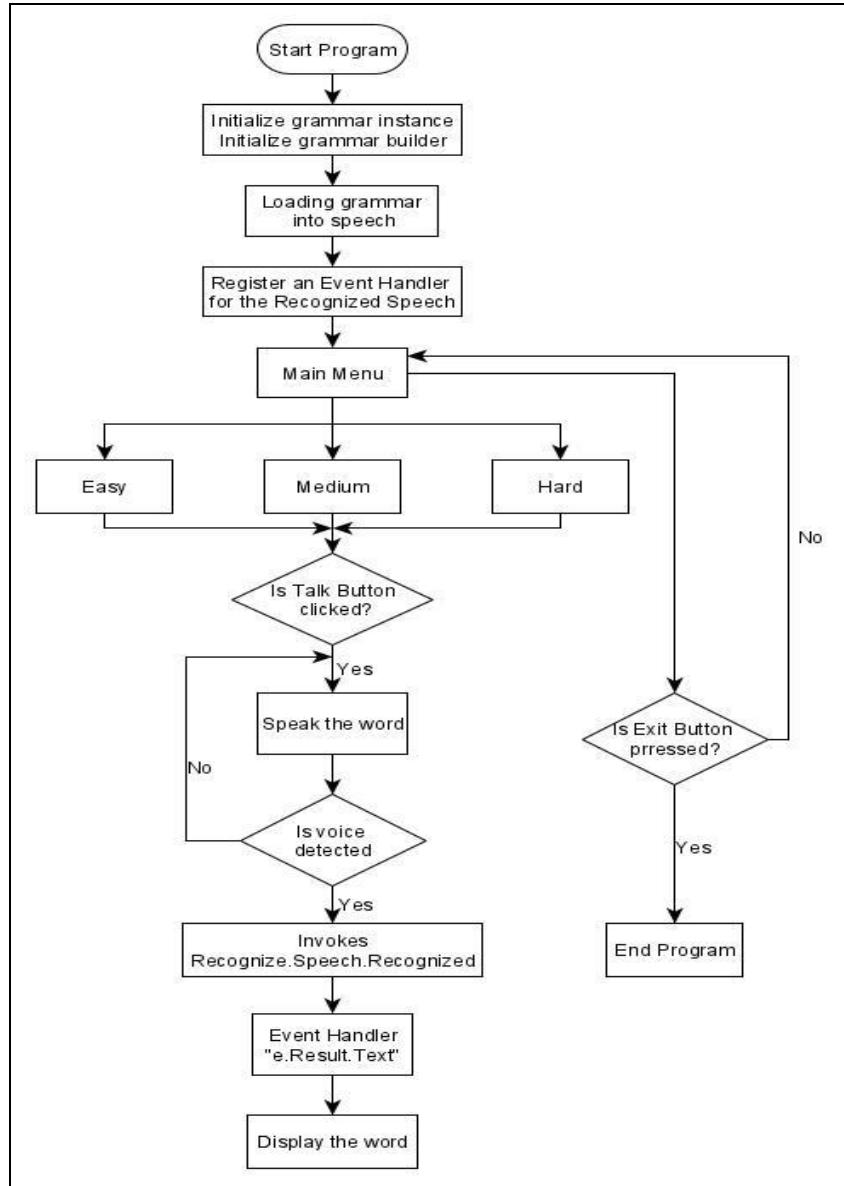 Start Program
Initialize grammar instance
Initialize grammar builder
Loading grammar
into speech
Register an Event Handler
for the Recognized Speech
Main Menu
Easy
Medium
Hard
No
Is Talk Button
clicked?
Yes
Speak the word
Is Exit Button
prressed?
No
Is voice
detected
Yes
Yes
Invokes
Recognize.Speech.Recognized
End Program
Event Handler
"e.Result.Text"
Display the word